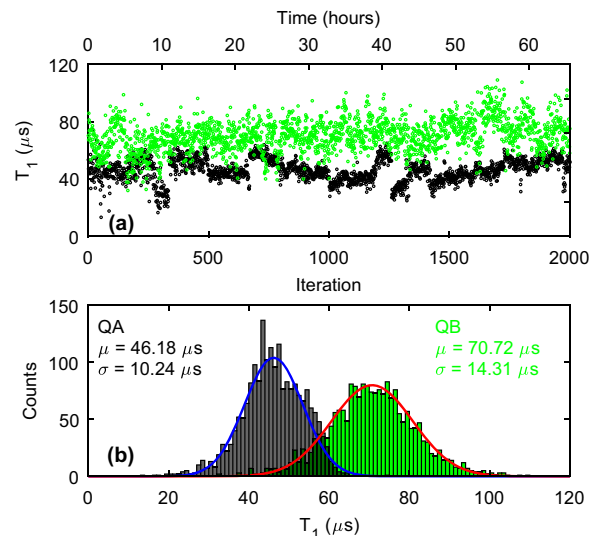 Time (hours)
0 10 20 30 40 50 60
120
80
40
0
T1 (μs)
(a)
0 500 1000 1500 2000
Iteration
150
100
50
0
Counts
QA
μ = 46.18 μs
σ = 10.24 μs
QB
μ = 70.72 μs
σ = 14.31 μs
(b)
0 20 40 60 80 100 120
T1 (μs)